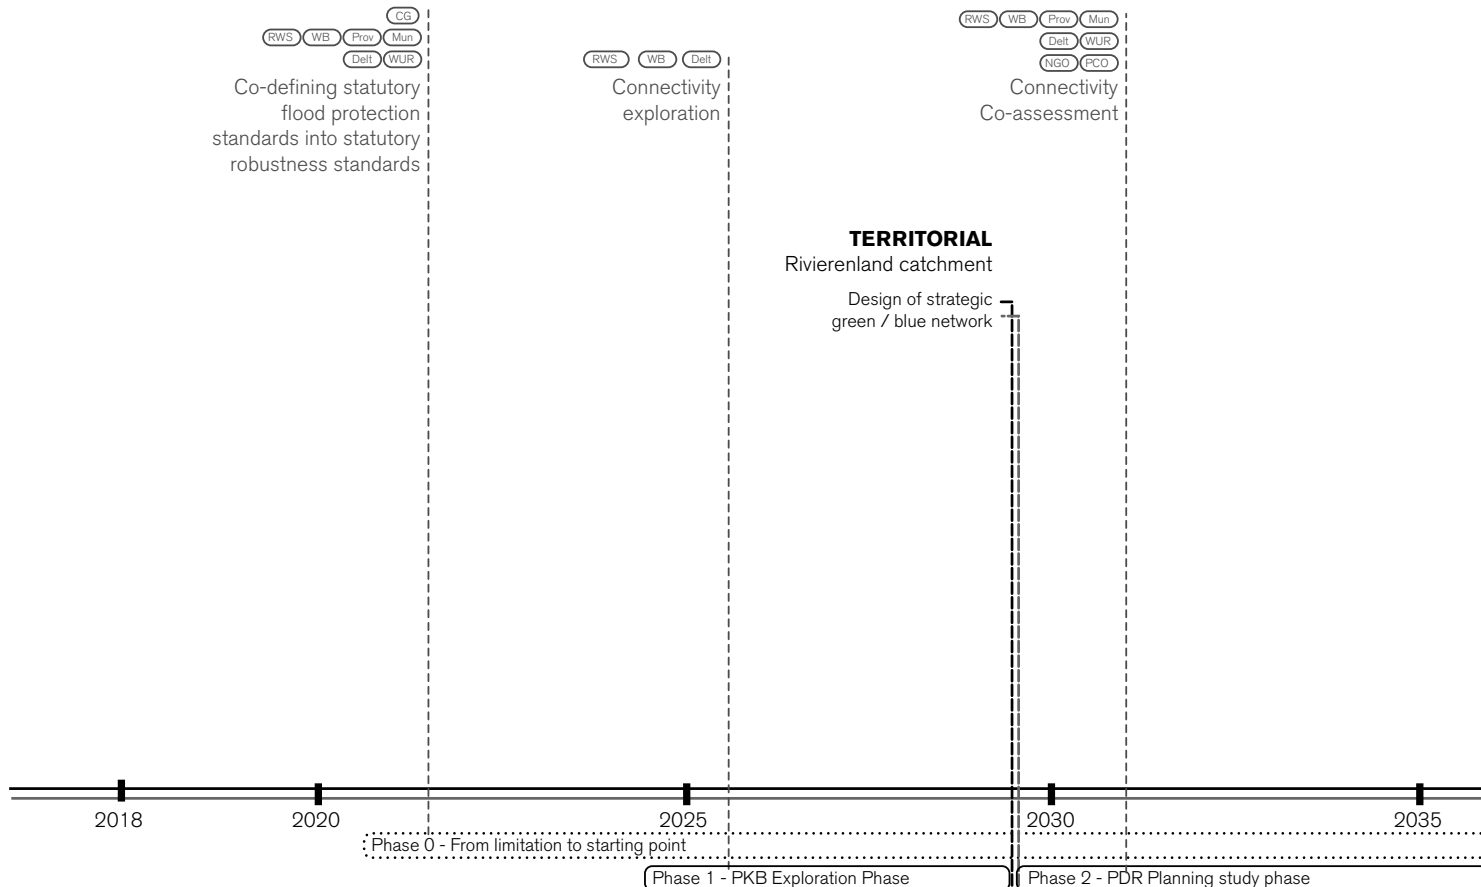 CG
RWS WB Prov Mun
Delt WUR
Co-defining statutory
flood protection
standards into statutory
robustness standards
RWS WB Delt
Connectivity
exploration
RWS WB Prov Mun
Delt WUR
NGO PCO
Connectivity
Co-assessment
TERRITORIAL
Rivierenland catchment
Design of strategic
green / blue network
2018 2020 2025 2030 2035
Phase 0 - From limitation to starting point
Phase 1 - PKB Exploration Phase
Phase 2 - PDR Planning study phase